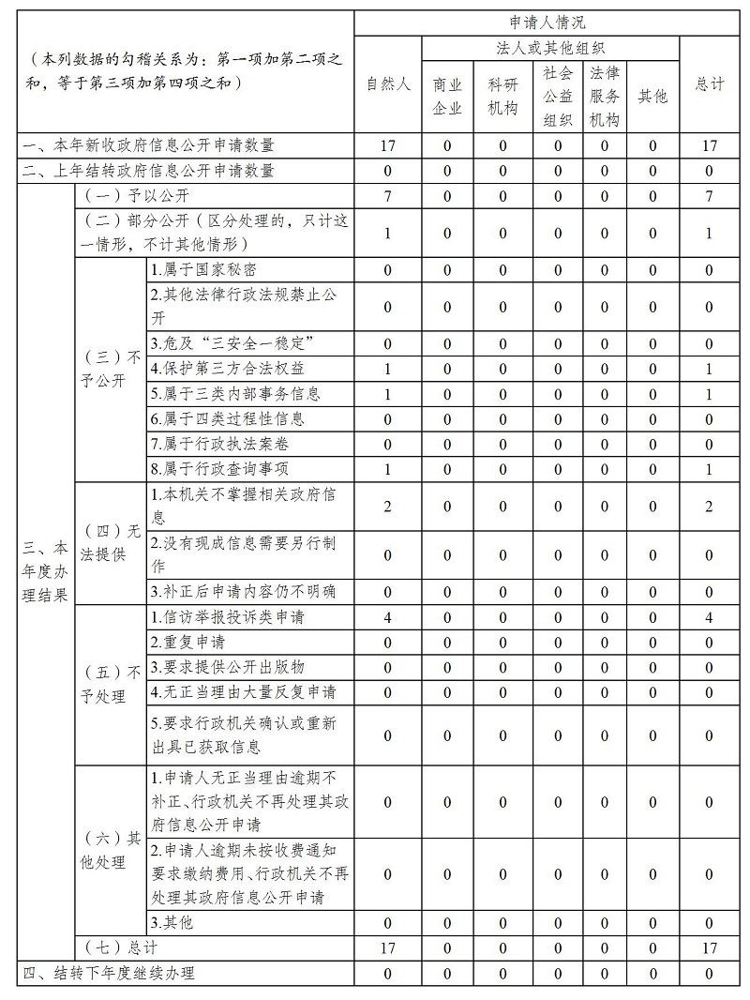 （本列数据的勾稽关系为：第一项加第二项之
和，等于第三项加第四项之和）
申请人情况
自然人
法人或其他组织
总计
商业
企业
科研
机构
社会
公益
组织
法律
服务
机构
其他
一、本年新收政府信息公开申请数量 17 0 0 0 0 0 17
二、上年结转政府信息公开申请数量 0 0 0 0 0 0 0
三、本
年度办
理结果
（一）予以公开 7 0 0 0 0 0 7
（二）部分公开（区分处理的，只计这
一情形，不计其他情形） 1 0 0 0 0 0 1
（三）不
予公开
1.属于国家秘密 0 0 0 0 0 0 0
2.其他法律行政法规禁止公
开 0 0 0 0 0 0 0
3.危及“三安全一稳定” 0 0 0 0 0 0 0
4.保护第三方合法权益 1 0 0 0 0 0 1
5.属于三类内部事务信息 1 0 0 0 0 0 1
6.属于四类过程性信息 0 0 0 0 0 0 0
7.属于行政执法案卷 0 0 0 0 0 0 0
8.属于行政查询事项 1 0 0 0 0 0 1
（四）无
法提供
1.本机关不掌握相关政府信
息 2 0 0 0 0 0 2
2.没有现成信息需要另行制
作 0 0 0 0 0 0 0
3.补正后申请内容仍不明确 0 0 0 0 0 0 0
（五）不
予处理
1.信访举报投诉类申请 4 0 0 0 0 0 4
2.重复申请 0 0 0 0 0 0 0
3.要求提供公开出版物 0 0 0 0 0 0 0
4.无正当理由大量反复申请 0 0 0 0 0 0 0
5.要求行政机关确认或重新
出具已获取信息 0 0 0 0 0 0 0
（六）其
他处理
1.申请人无正当理由逾期不
补正、行政机关不再处理其政
府信息公开申请 0 0 0 0 0 0 0
2.申请人逾期未按收费通知
要求缴纳费用、行政机关不再
处理其政府信息公开申请 0 0 0 0 0 0 0
3.其他 0 0 0 0 0 0 0
（七）总计 17 0 0 0 0 0 17
四、结转下年度继续办理 0 0 0 0 0 0 0